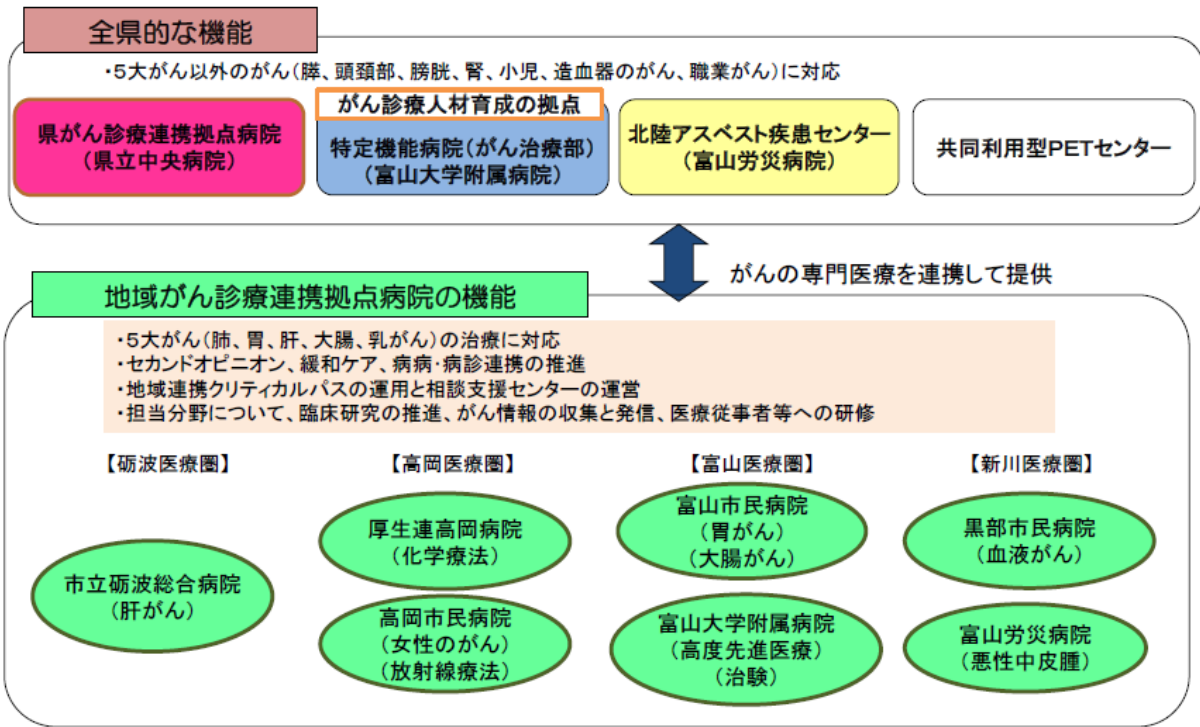 全県的な機能
・5大がん以外のがん(膵、頭頚部、膀胱、腎、小児、造血器のがん、職業がん)に対応
県がん診療連携拠点病院
(県立中央病院)
がん診療人材育成の拠点
特定機能病院(がん治療部)
(富山大学附属病院)
北陸アスベスト疾患センター
(富山労災病院)
共同利用型PETセンター
がんの専門医療を連携して提供
地域がん診療連携拠点病院の機能
・5大がん(肺、胃、肝、大腸、乳がん)の治療に対応
・セカンドオピニオン、緩和ケア、病病・病診連携の推進
・地域連携クリティカルパスの運用と相談支援センターの運営
・担当分野について、臨床研究の推進、がん情報の収集と発信、医療従事者等への研修
【砺波医療圏】
市立砺波総合病院
(肝がん)
【高岡医療圏】
厚生連高岡病院
(化学療法)
高岡市民病院
(女性のがん)
(放射線療法)
【富山医療圏】
富山市民病院
(胃がん)
(大腸がん)
富山大学附属病院
(高度先進医療)
(治験)
【新川医療圏】
黒部市民病院
(血液がん)
富山労災病院
(悪性中皮腫)